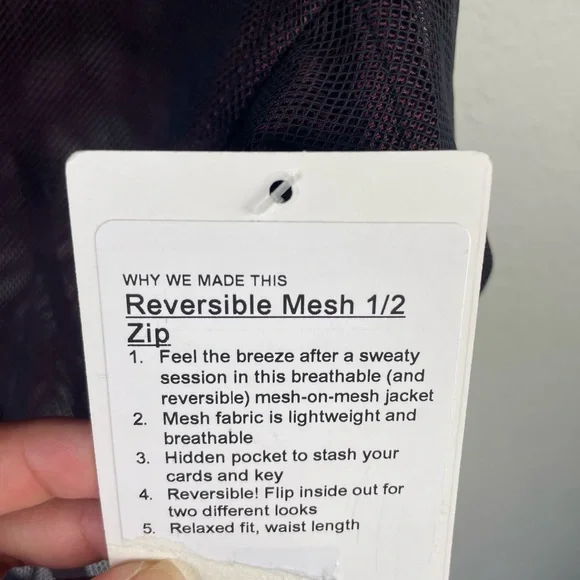 WHY WE MADE THIS
Reversible Mesh 1/2
Zip
1. Feel the breeze after a sweaty
session in this breathable (and
reversible) mesh-on-mesh jacket
2. Mesh fabric is lightweight and
breathable
3. Hidden pocket to stash your
cards and key
4. Reversible! Flip inside out for
two different looks
5. Relaxed fit, waist length